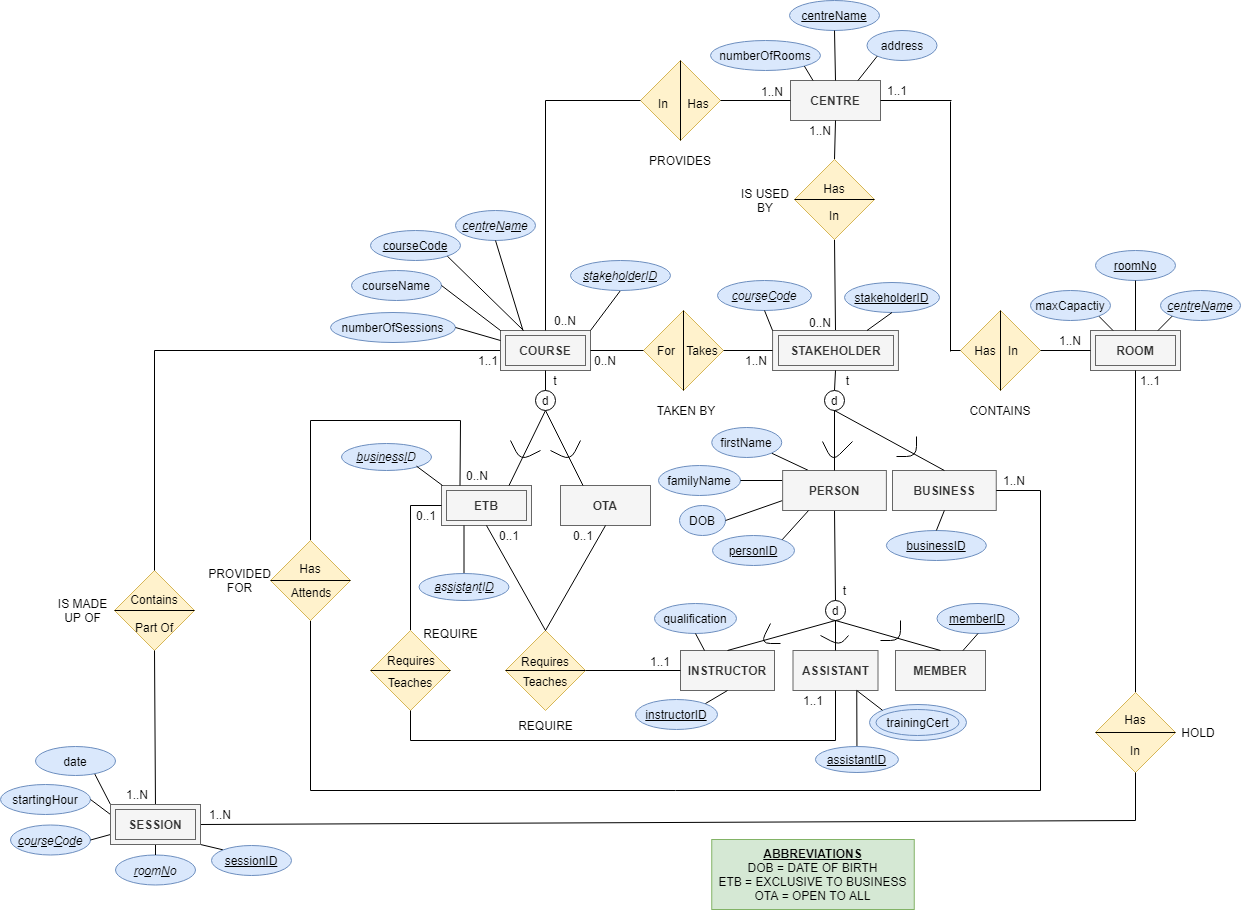 centreName
numberOfRooms
address
In
Has
1..N
CENTRE
1..1
1..N
PROVIDES
IS USED
BY
Has
In
centreName
courseCode
courseName
numberOfSessions
stakeholderID
courseCode
stakeholderID
roomNo
maxCapactiy
centreName
0..N
0..N
1..1
COURSE
0..N
For
Takes
1..N
STAKEHOLDER
Has
In
1..N
ROOM
1..1
t
t
d
d
TAKEN BY
CONTAINS
businessID
firstName
familyName
DOB
personID
0..N
ETB
OTA
0..1
0..1
0..1
PERSON
BUSINESS
1..N
businessID
assistantID
PROVIDED
FOR
Has
Attends
IS MADE
UP OF
Contains
Part Of
t
d
qualification
memberID
REQUIRE
Requires
Teaches
Requires
Teaches
1..1
INSTRUCTOR
ASSISTANT
MEMBER
1..1
instructorID
trainingCert
assistantID
REQUIRE
Has
In
HOLD
date
startingHour
courseCode
roomNo
sessionID
1..N
SESSION
1..N
ABBREVIATIONS
DOB = DATE OF BIRTH
ETB = EXCLUSIVE TO BUSINESS
OTA = OPEN TO ALL